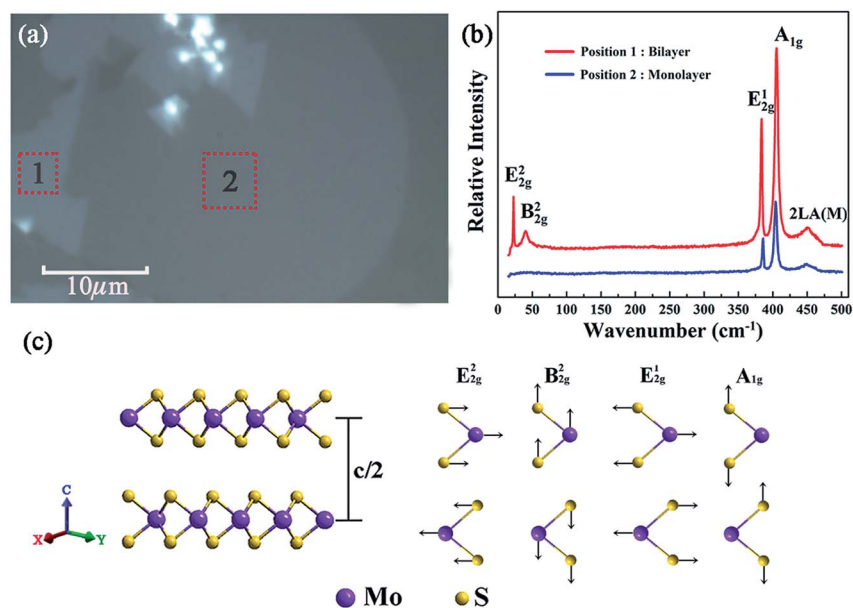 (a)
1
2
10μm
(b)
Relative Intensity
Position 1 : Bilayer
Position 2 : Monolayer
A1g
E¹2g
E²2g
B²2g
2LA(M)
0 50 100 150 200 250 300 350 400 450 500
Wavenumber (cm-1)
(c)
E²2g B²2g E¹2g A1g
c/2
C
X Y
Mo S